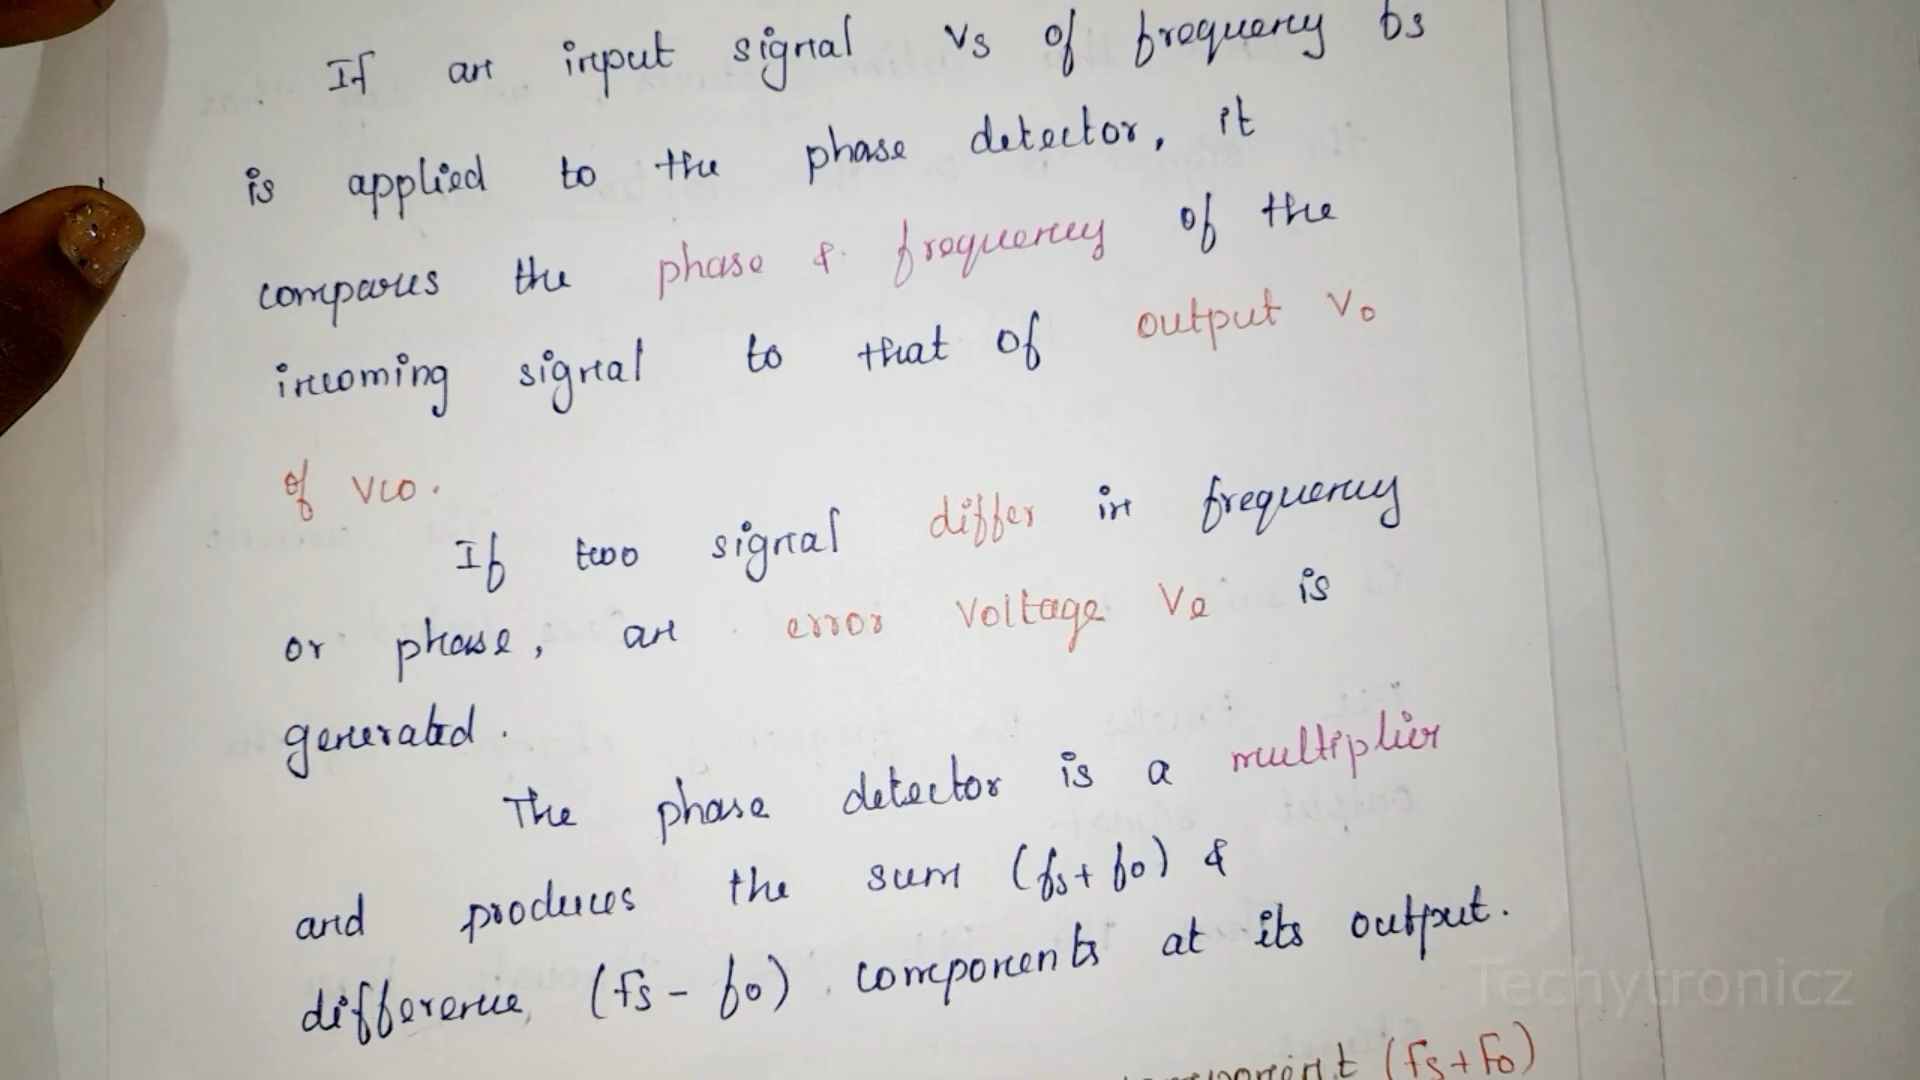 If an input signal Vs of frequency fs
is applied to the phase detector, it
compares the phase & frequency of the
incoming signal to that of output Vo
of VCO.
If two signal differ in frequency
or phase, an error voltage Ve is
generated.
The phase detector is a multiplier
and produces the sum (fs + fo) &
difference (fs - fo) components at its output.
Techytronicz
component (fs + fo)